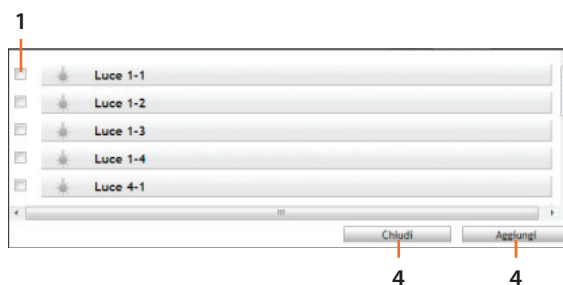 1
Luce 1-1
Luce 1-2
Luce 1-3
Luce 1-4
Luce 4-1
Chiudi Aggiungi
4 4